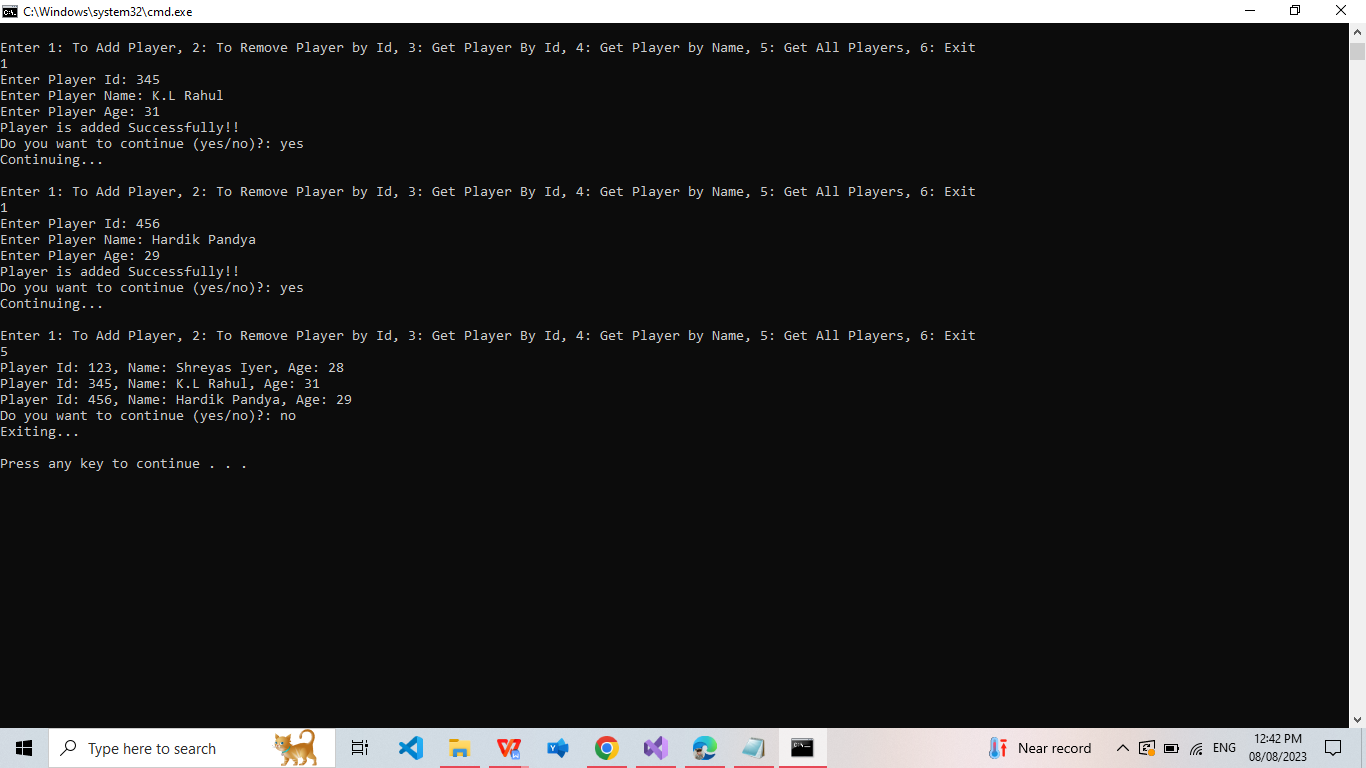 C:\Windows\system32\cmd.exe
Enter 1: To Add Player, 2: To Remove Player by Id, 3: Get Player By Id, 4: Get Player by Name, 5: Get All Players, 6: Exit
1
Enter Player Id: 345
Enter Player Name: K.L Rahul
Enter Player Age: 31
Player is added Successfully!!
Do you want to continue (yes/no)?: yes
Continuing...
Enter 1: To Add Player, 2: To Remove Player by Id, 3: Get Player By Id, 4: Get Player by Name, 5: Get All Players, 6: Exit
1
Enter Player Id: 456
Enter Player Name: Hardik Pandya
Enter Player Age: 29
Player is added Successfully!!
Do you want to continue (yes/no)?: yes
Continuing...
Enter 1: To Add Player, 2: To Remove Player by Id, 3: Get Player By Id, 4: Get Player by Name, 5: Get All Players, 6: Exit
5
Player Id: 123, Name: Shreyas Iyer, Age: 28
Player Id: 345, Name: K.L Rahul, Age: 31
Player Id: 456, Name: Hardik Pandya, Age: 29
Do you want to continue (yes/no)?: no
Exiting...
Press any key to continue . . .
Type here to search
Near record
ENG
12:42 PM
08/08/2023